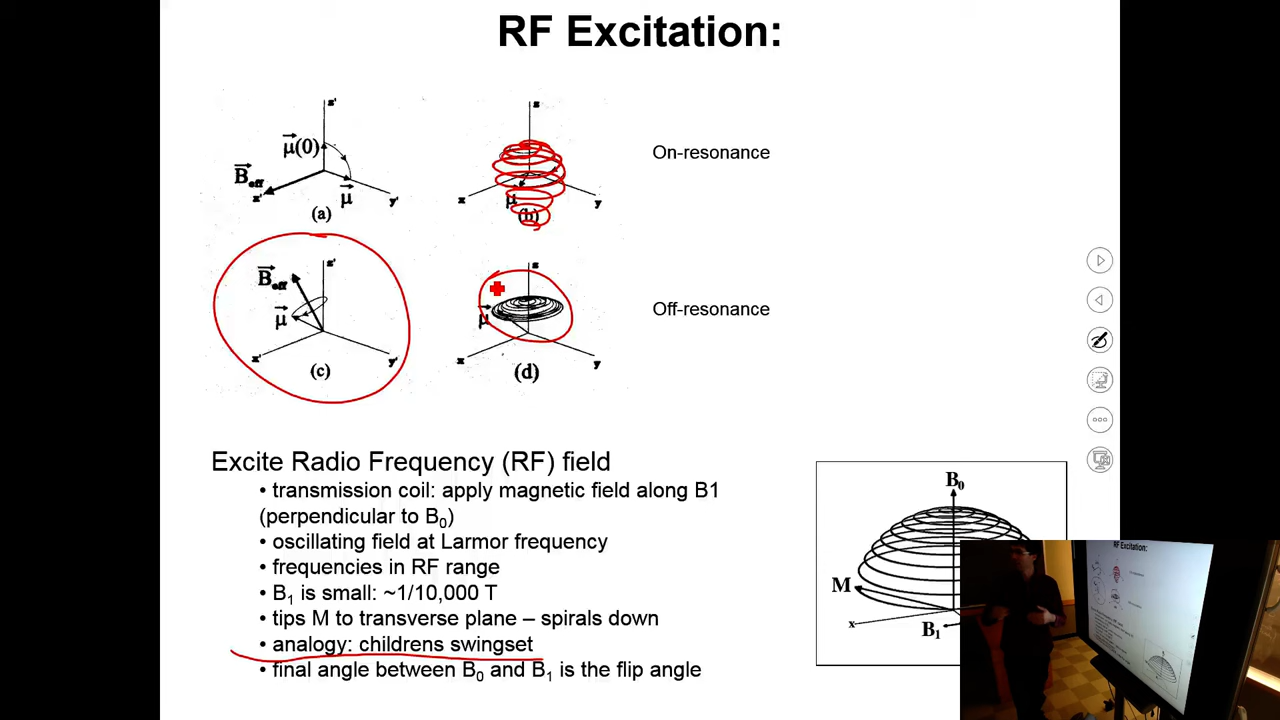 RF Excitation:
z'
μ(0)
B eff
x'
μ
y'
(a)
z
μ
x
y
(b)
On-resonance
z'
B eff
μ
x'
y'
(c)
z
μ
x
y
(d)
Off-resonance
Excite Radio Frequency (RF) field
• transmission coil: apply magnetic field along B1
(perpendicular to B0)
• oscillating field at Larmor frequency
• frequencies in RF range
• B1 is small: ~1/10,000 T
• tips M to transverse plane – spirals down
• analogy: childrens swingset
• final angle between B0 and B1 is the flip angle
B0
M
x
B1
RF Excitation: